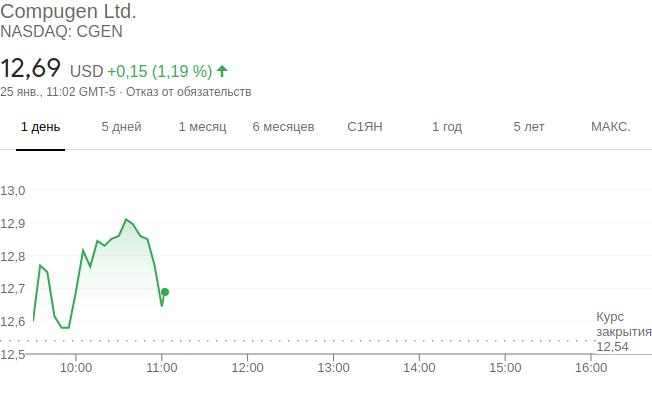 Compugen Ltd.
NASDAQ: CGEN
12,69 USD +0,15 (1,19 %)
25 янв., 11:02 GMT-5 · Отказ от обязательств
1 день 5 дней 1 месяц 6 месяцев С1ЯН 1 год 5 лет МАКС.
13,0
12,9
12,8
12,7
12,6
12,5
Курс
закрытия
12,54
10:00 11:00 12:00 13:00 14:00 15:00 16:00